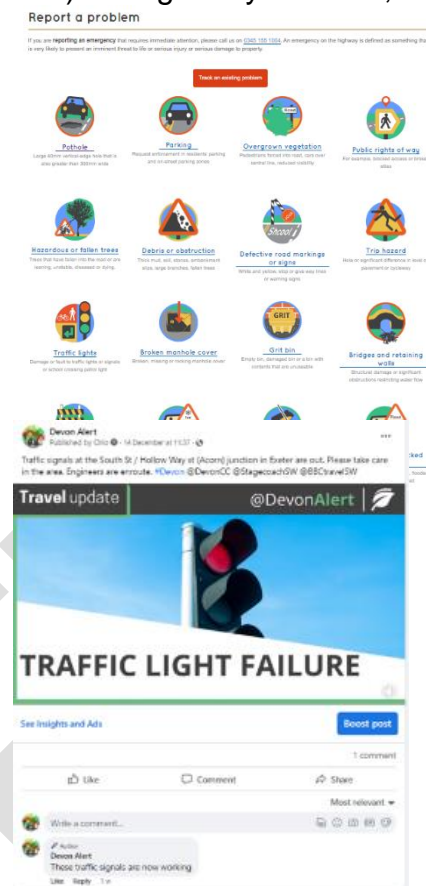 Report a problem
If you are reporting an emergency that requires immediate attention, please call us on 0345 155 1004. An emergency on the highway is defined as something that
is very likely to present an imminent threat to life or serious injury or serious damage to property.
Track an existing problem
Pothole
Large 40mm vertical-edge hole that is
also greater than 300mm wide
Parking
Request enforcement in residents' parking
and on-street parking zones
Overgrown vegetation
Pedestrians forced into road, cars over
central line, reduced visibility
Public rights of way
For example, blocked access or broken
stiles
Hazardous or fallen trees
Trees that have fallen into the road or are
leaning, unstable, diseased or dying
Debris or obstruction
Thick mud, soil, stones, embankment
slips, large branches, fallen trees
School
Defective road markings
or signs
White and yellow, stop or give way lines
or warning signs
Trip hazard
pavement or cycleway
Traffic lights
Damage or fault to traffic lights or signals
or school crossing patrol light
Broken manhole cover
Broken, missing or rocking manhole cover
GRIT
Grit bin
Empty bin, damaged bin or a bin with
contents that are unusable
Bridges and retaining
walls
Structural damage or significant
obstructions restricting water flow
Devon Alert
Published by Orlo · 14 December at 11:37
Traffic signals at the South St / Hollow Way st (Acorn) junction in Exeter are out. Please take care
in the area. Engineers are enroute. #Devon @DevonCC @StagecoachSW @BBCtravelSW
Travel update
@DevonAlert
TRAFFIC LIGHT FAILURE
See Insights and Ads
Boost post
1 comment
Like
Comment
Share
Most relevant
Write a comment...
Author
Devon Alert
These traffic signals are now working
Like Reply 1w